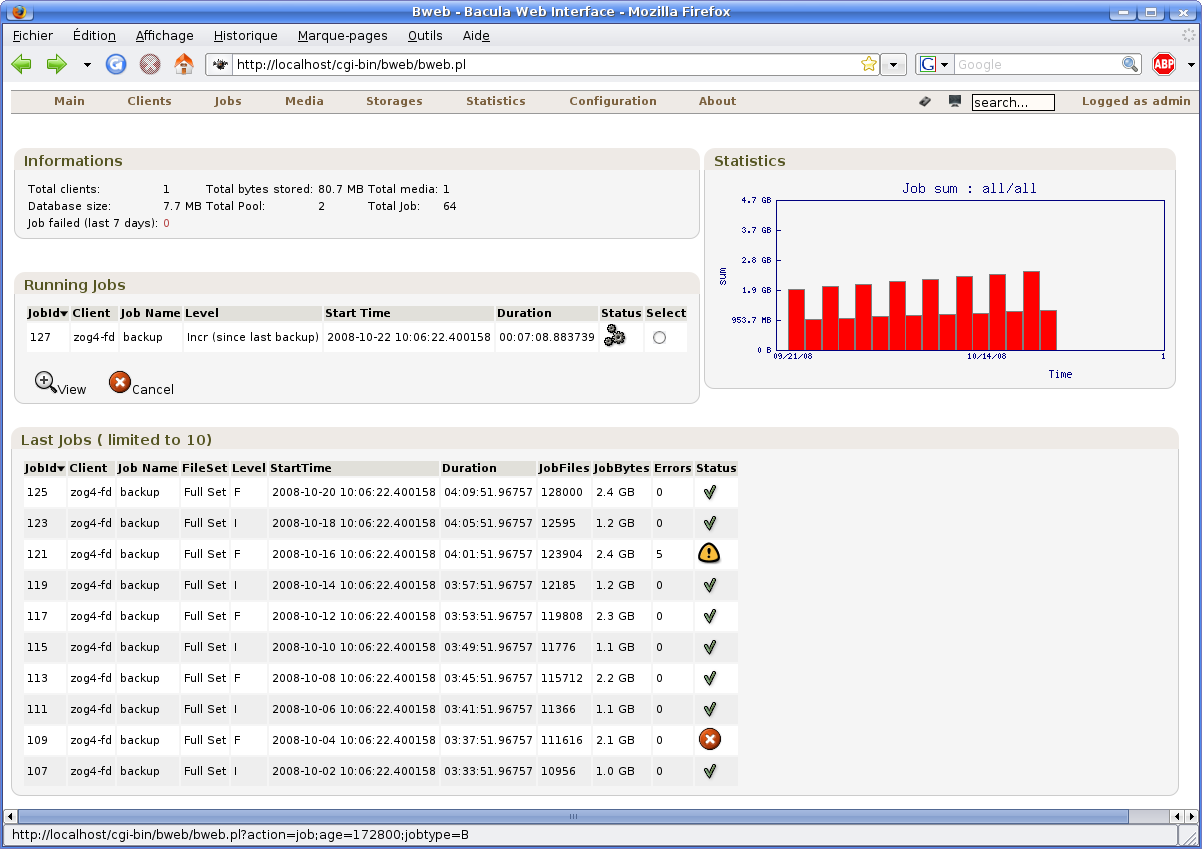 Bweb - Bacula Web Interface - Mozilla Firefox
Fichier Édition Affichage Historique Marque-pages Outils Aide
http://localhost/cgi-bin/bweb/bweb.pl G Google ABP
Main Clients Jobs Media Storages Statistics Configuration About search... Logged as admin
Informations
Total clients: 1 Total bytes stored: 80.7 MB Total media: 1
Database size: 7.7 MB Total Pool: 2 Total Job: 64
Job failed (last 7 days): 0
Statistics
Job sum : all/all
4.7 GB
3.7 GB
2.8 GB
1.9 GB
953.7 MB
0 B
sum
09/21/08 10/14/08 1
Time
Running Jobs
JobId Client Job Name Level Start Time Duration Status Select
127 zog4-fd backup Incr (since last backup) 2008-10-22 10:06:22.400158 00:07:08.883739
View Cancel
Last Jobs ( limited to 10)
JobId Client Job Name FileSet Level StartTime Duration JobFiles JobBytes Errors Status
125 zog4-fd backup Full Set F 2008-10-20 10:06:22.400158 04:09:51.96757 128000 2.4 GB 0
123 zog4-fd backup Full Set I 2008-10-18 10:06:22.400158 04:05:51.96757 12595 1.2 GB 0
121 zog4-fd backup Full Set F 2008-10-16 10:06:22.400158 04:01:51.96757 123904 2.4 GB 5
119 zog4-fd backup Full Set I 2008-10-14 10:06:22.400158 03:57:51.96757 12185 1.2 GB 0
117 zog4-fd backup Full Set F 2008-10-12 10:06:22.400158 03:53:51.96757 119808 2.3 GB 0
115 zog4-fd backup Full Set I 2008-10-10 10:06:22.400158 03:49:51.96757 11776 1.1 GB 0
113 zog4-fd backup Full Set F 2008-10-08 10:06:22.400158 03:45:51.96757 115712 2.2 GB 0
111 zog4-fd backup Full Set I 2008-10-06 10:06:22.400158 03:41:51.96757 11366 1.1 GB 0
109 zog4-fd backup Full Set F 2008-10-04 10:06:22.400158 03:37:51.96757 111616 2.1 GB 0
107 zog4-fd backup Full Set I 2008-10-02 10:06:22.400158 03:33:51.96757 10956 1.0 GB 0
http://localhost/cgi-bin/bweb/bweb.pl?action=job;age=172800;jobtype=B